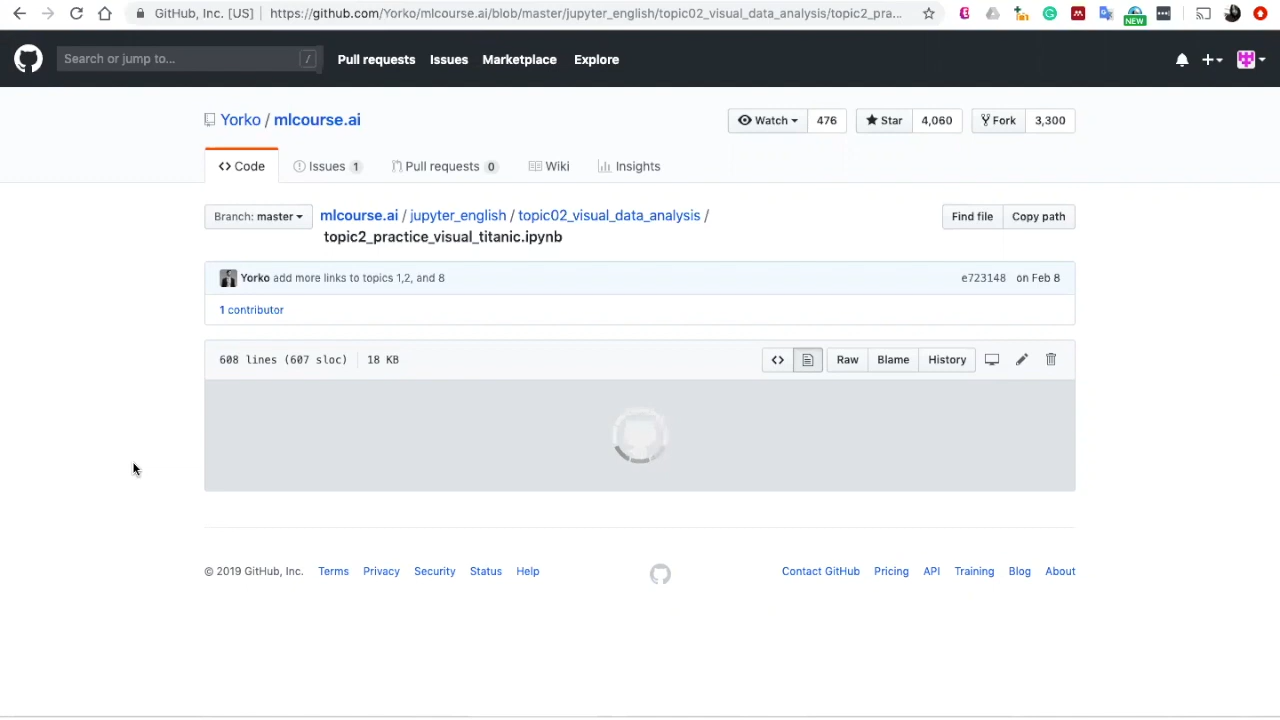 GitHub, Inc. [US] | https://github.com/Yorko/mlcourse.ai/blob/master/jupyter_english/topic02_visual_data_analysis/topic2_pra...
NEW
Search or jump to... /
Pull requests Issues Marketplace Explore
Yorko / mlcourse.ai
Watch 476 Star 4,060 Fork 3,300
Code Issues 1 Pull requests 0 Wiki Insights
Branch: master mlcourse.ai / jupyter_english / topic02_visual_data_analysis / Find file Copy path
topic2_practice_visual_titanic.ipynb
Yorko add more links to topics 1,2, and 8 e723148 on Feb 8
1 contributor
608 lines (607 sloc) 18 KB <> Raw Blame History
© 2019 GitHub, Inc. Terms Privacy Security Status Help Contact GitHub Pricing API Training Blog About